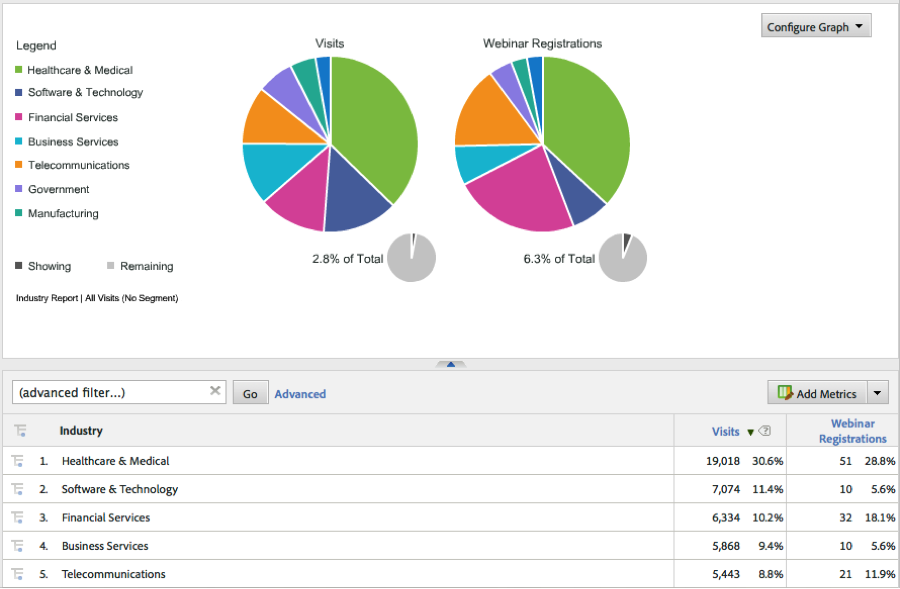 Configure Graph
Legend
Visits
Webinar Registrations
Healthcare & Medical
Software & Technology
Financial Services
Business Services
Telecommunications
Government
Manufacturing
2.8% of Total
6.3% of Total
Showing
Remaining
Industry Report | All Visits (No Segment)
(advanced filter...)
Go
Advanced
Add Metrics
Industry
Visits
Webinar
Registrations
1. Healthcare & Medical 19,018 30.6% 51 28.8%
2. Software & Technology 7,074 11.4% 10 5.6%
3. Financial Services 6,334 10.2% 32 18.1%
4. Business Services 5,868 9.4% 10 5.6%
5. Telecommunications 5,443 8.8% 21 11.9%